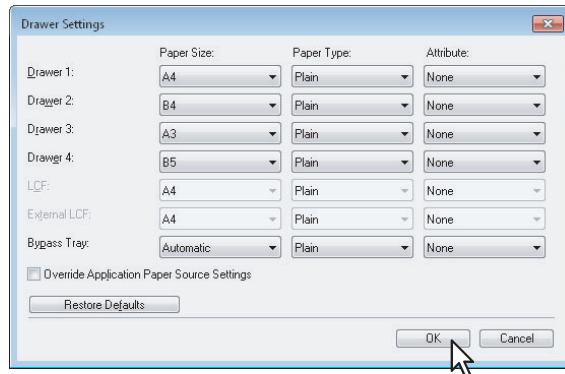 Drawer Settings
Paper Size: Paper Type: Attribute:
Drawer 1: A4 Plain None
Drawer 2: B4 Plain None
Drawer 3: A3 Plain None
Drawer 4: B5 Plain None
LCF: A4 Plain None
External LCF: A4 Plain None
Bypass Tray: Automatic Plain None
Override Application Paper Source Settings
Restore Defaults
OK Cancel